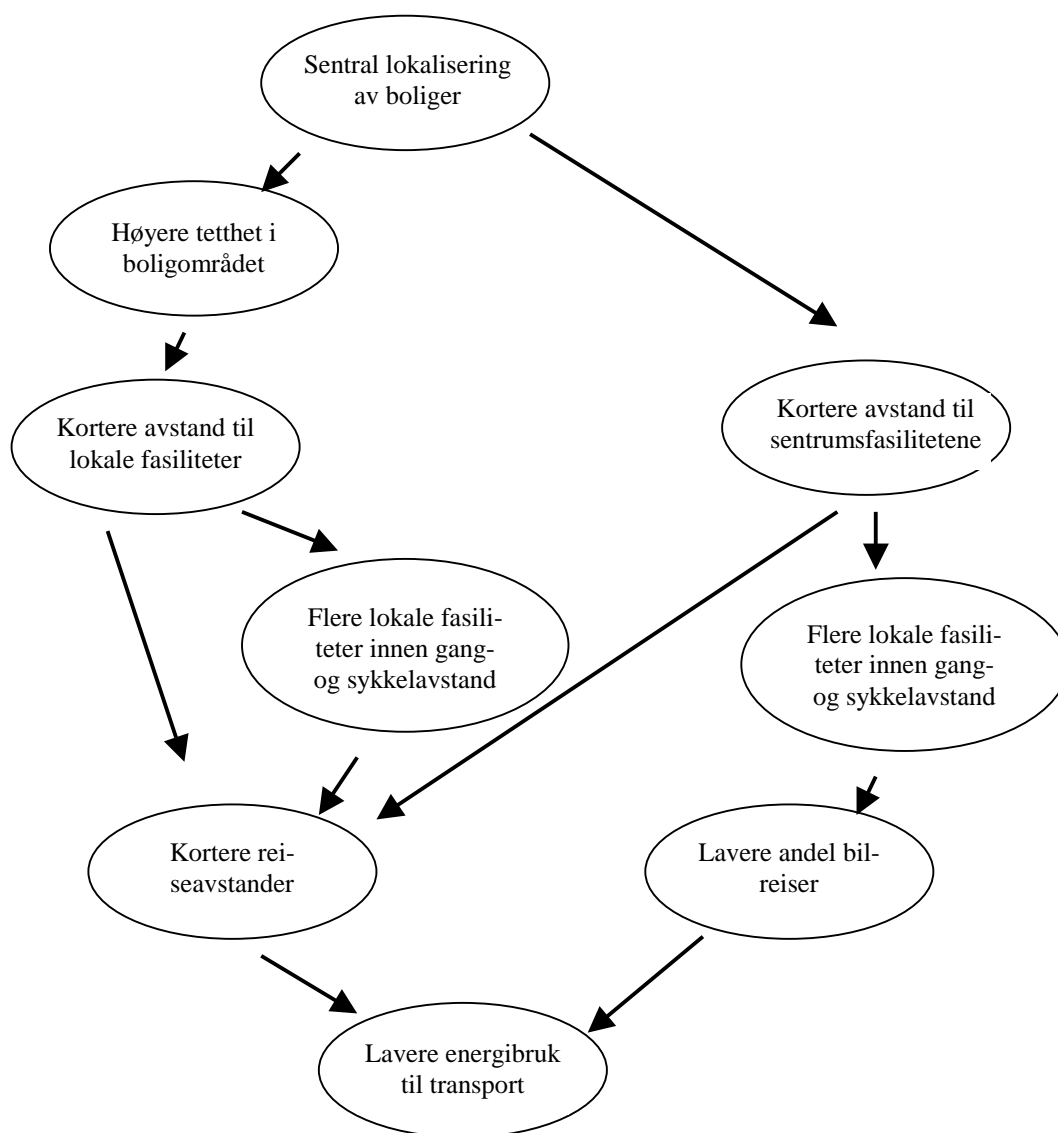 Sentral lokalisering
av boliger
Høyere tetthet i
boligområdet
Kortere avstand til
lokale fasiliteter
Kortere avstand til
sentrumsfasilitetene
Flere lokale fasili-
teter innen gang-
og sykkelavstand
Flere lokale fasili-
teter innen gang-
og sykkelavstand
Kortere rei-
seavstander
Lavere andel bil-
reiser
Lavere energibruk
til transport